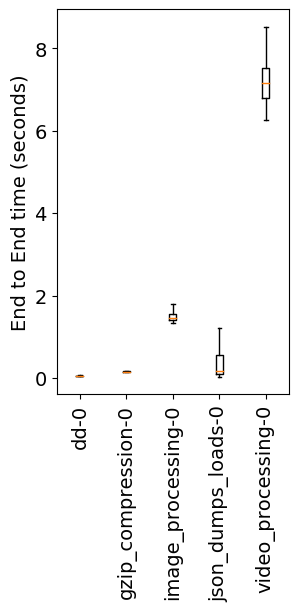 End to End time (seconds)
8
6
4
2
0
dd-0
gzip_compression-0
image_processing-0
json_dumps_loads-0
video_processing-0